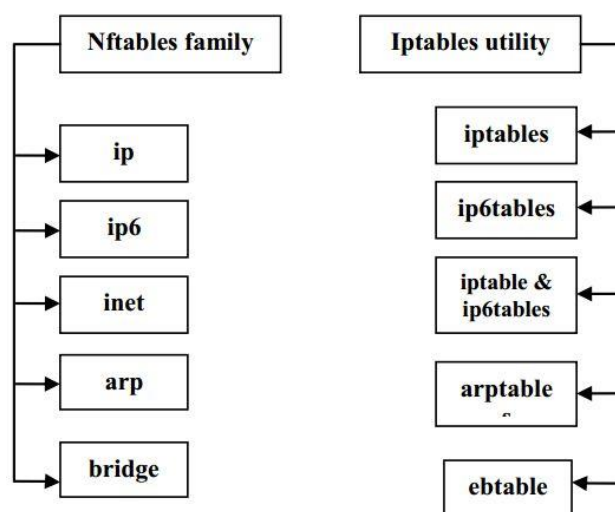 Nftables family
Iptables utility
ip
iptables
ip6
ip6tables
inet
iptable &
ip6tables
arp
arptable
bridge
ebtable